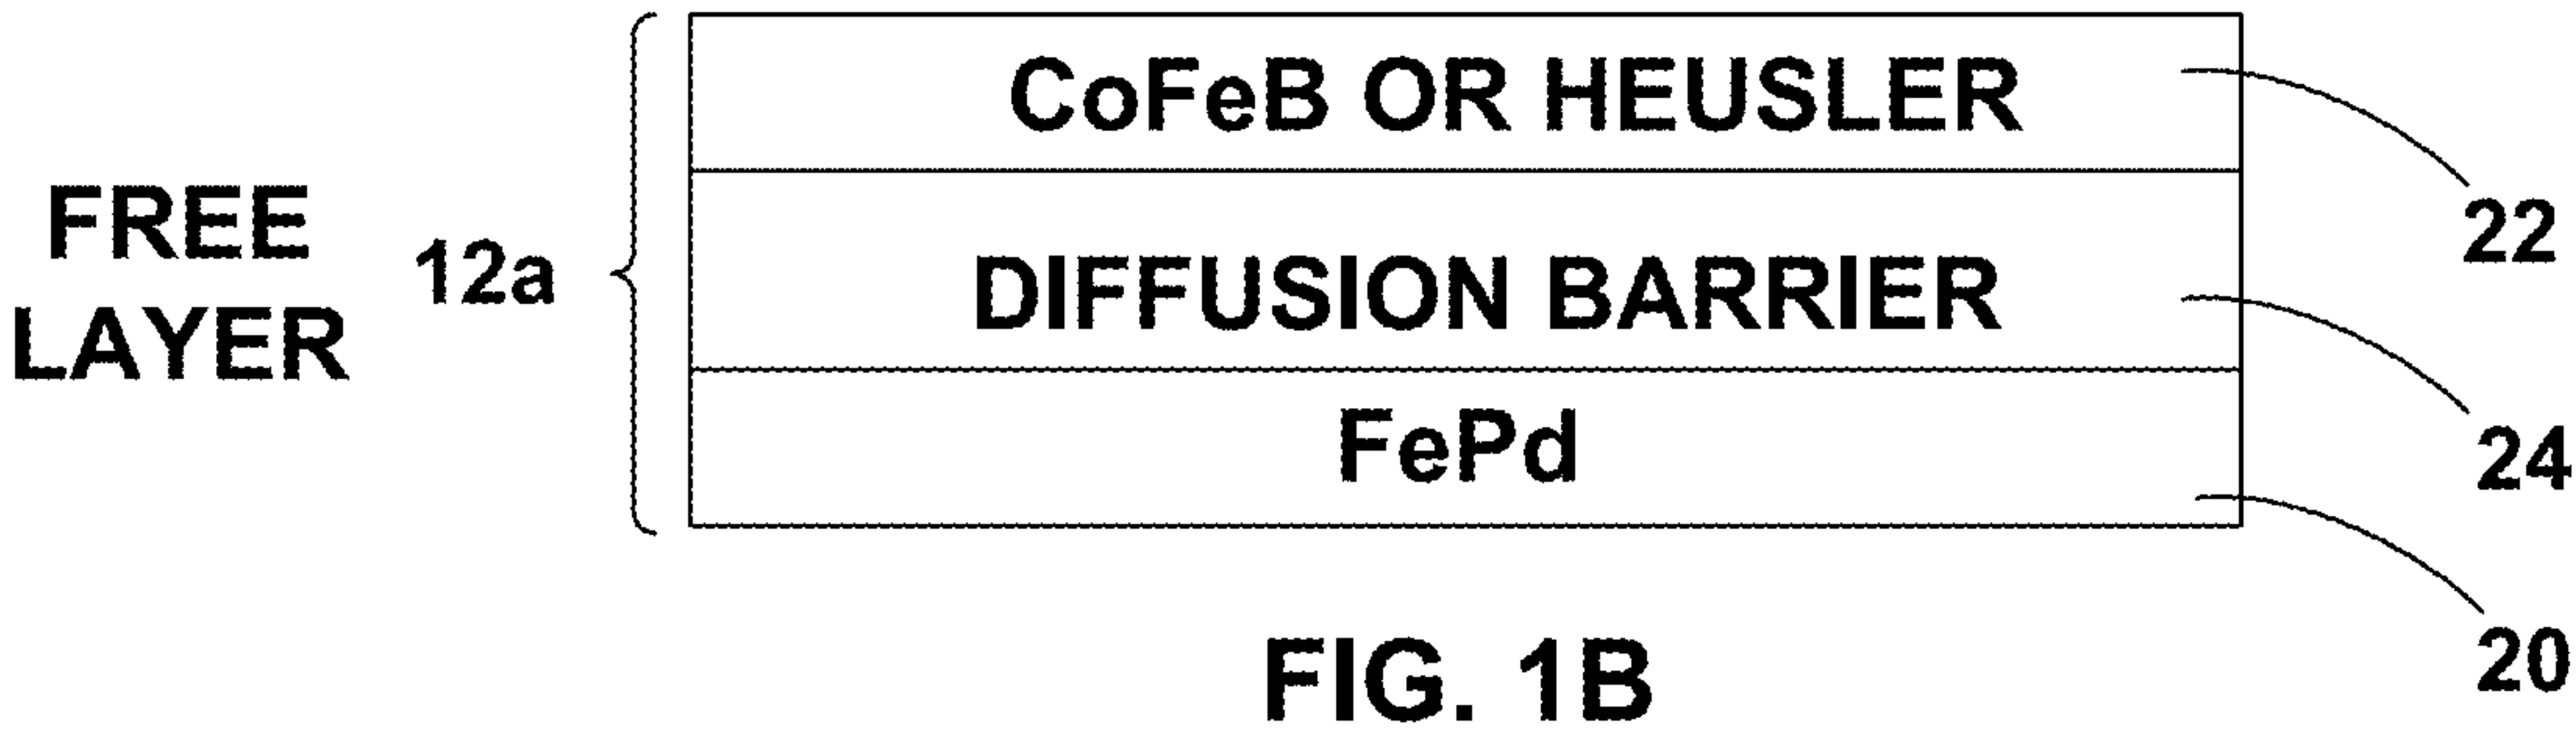 CoFeB OR HEUSLER
22
FREE
LAYER
12a
DIFFUSION BARRIER
24
FePd
20
FIG. 1B